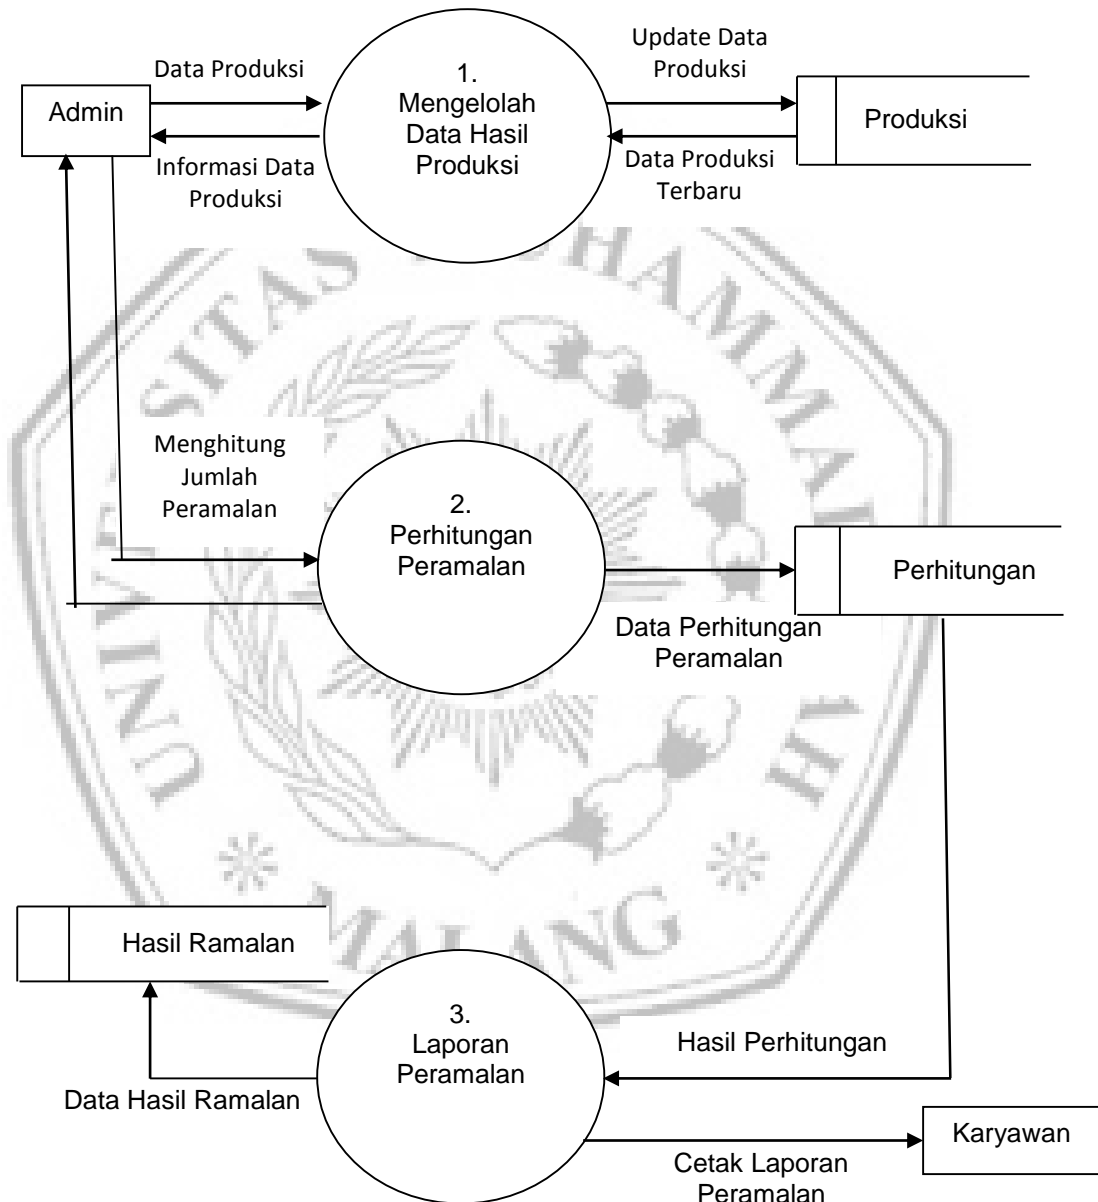 Data Produksi
Admin
Informasi Data
Produksi
1.
Mengelolah
Data Hasil
Produksi
Update Data
Produksi
Produksi
Data Produksi
Terbaru
Menghitung
Jumlah
Peramalan
2.
Perhitungan
Peramalan
Perhitungan
Data Perhitungan
Peramalan
Hasil Ramalan
3.
Laporan
Peramalan
Hasil Perhitungan
Data Hasil Ramalan
Karyawan
Cetak Laporan
Peramalan
MALANG